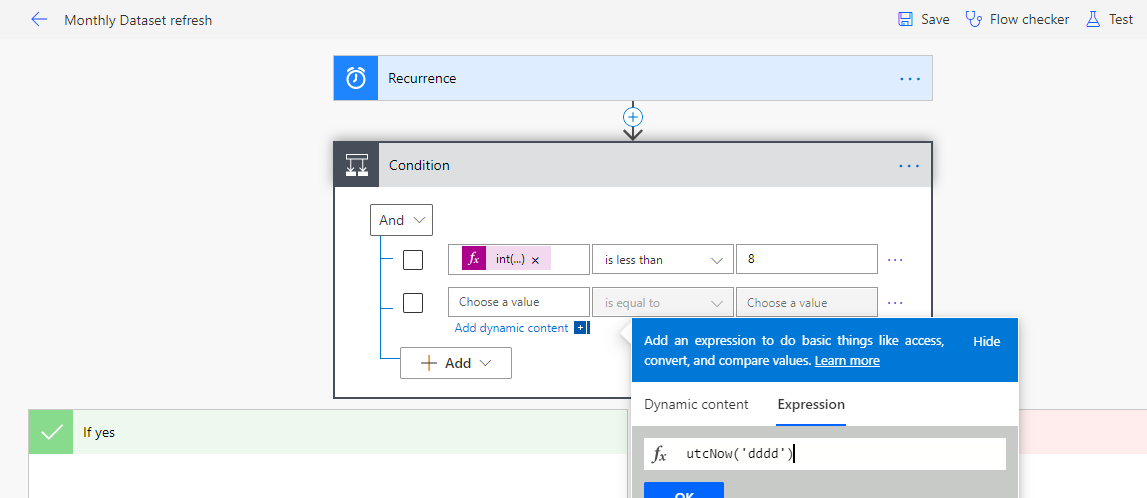 Monthly Dataset refresh
Save
Flow checker
Test
Recurrence
Condition
And
fx int(...) × is less than 8
Choose a value is equal to Choose a value
Add dynamic content
Add an expression to do basic things like access, Hide
convert, and compare values. Learn more
Add
Dynamic content Expression
If yes
fx utcNow('dddd')
OK